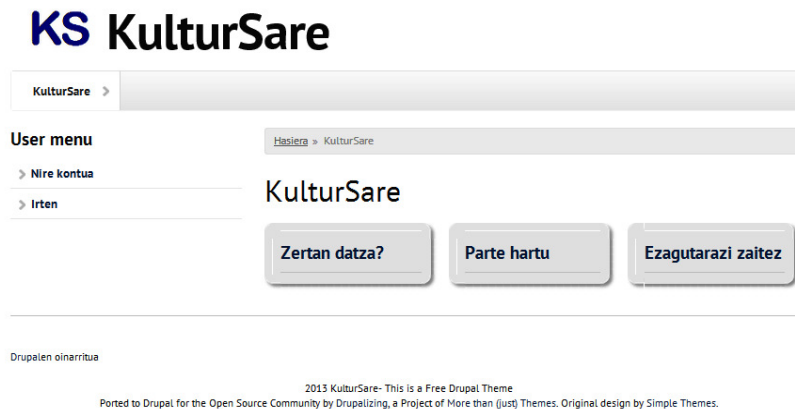 KS KulturSare
KulturSare
User menu
Nire kontua
Irten
Hasiera » KulturSare
KulturSare
Zertan datza?
Parte hartu
Ezagutarazi zaitez
Drupalen oinarritua
2013 KulturSare- This is a Free Drupal Theme
Ported to Drupal for the Open Source Community by Drupalizing, a Project of More than (just) Themes. Original design by Simple Themes.